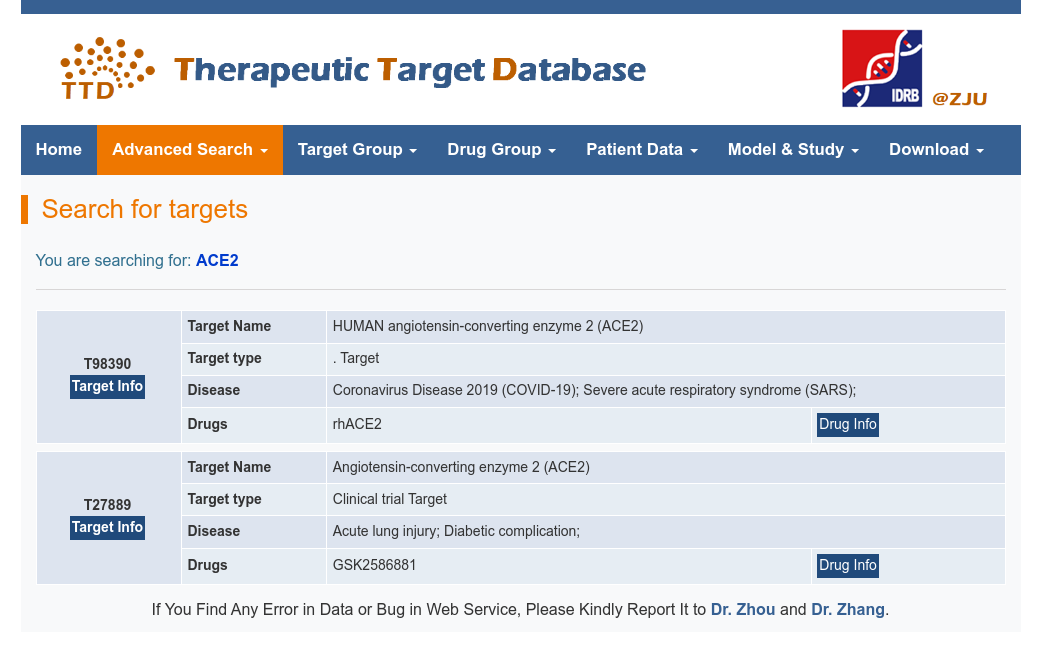 TTD
Therapeutic Target Database
IDRB
@ZJU
Home Advanced Search Target Group Drug Group Patient Data Model & Study Download
Search for targets
You are searching for: ACE2
T98390
Target Info
Target Name HUMAN angiotensin-converting enzyme 2 (ACE2)
Target type . Target
Disease Coronavirus Disease 2019 (COVID-19); Severe acute respiratory syndrome (SARS);
Drugs rhACE2 Drug Info
T27889
Target Info
Target Name Angiotensin-converting enzyme 2 (ACE2)
Target type Clinical trial Target
Disease Acute lung injury; Diabetic complication;
Drugs GSK2586881 Drug Info
If You Find Any Error in Data or Bug in Web Service, Please Kindly Report It to Dr. Zhou and Dr. Zhang.